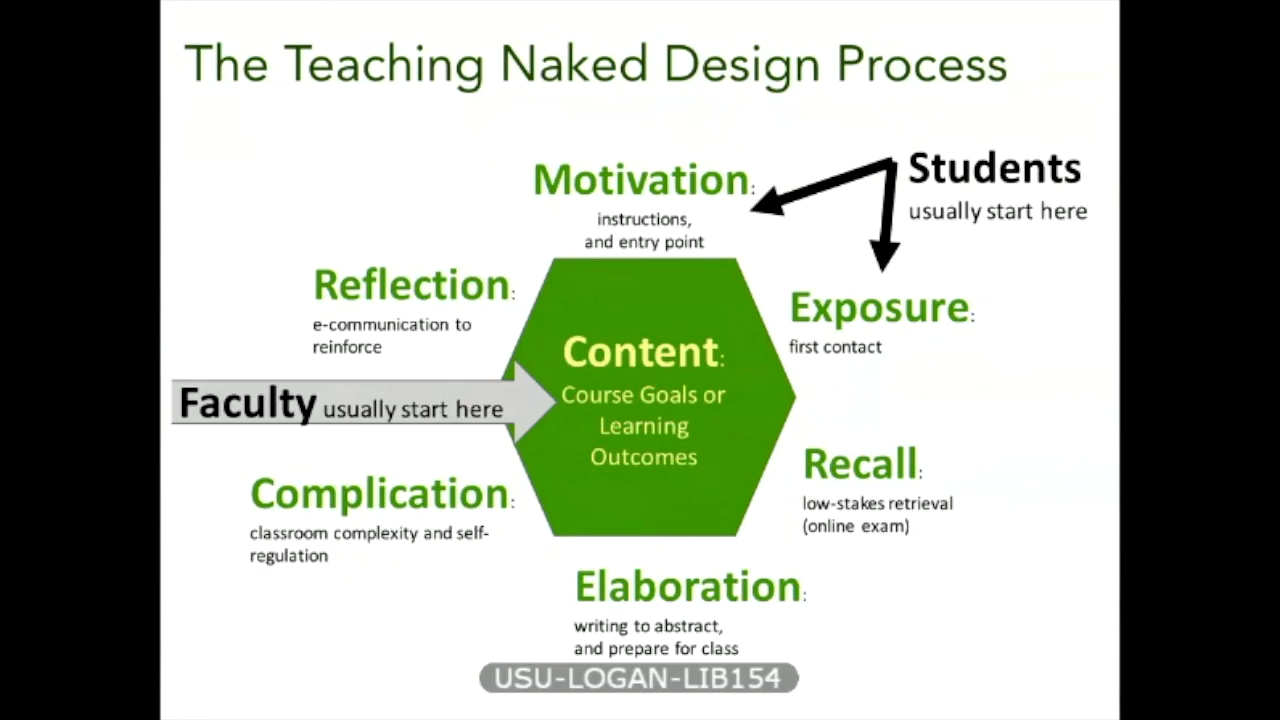 The Teaching Naked Design Process
Motivation:
instructions,
and entry point
Students
usually start here
Exposure:
first contact
Reflection:
e-communication to
reinforce
Content:
Course Goals or
Learning
Outcomes
Faculty usually start here
Recall:
low-stakes retrieval
(online exam)
Complication:
classroom complexity and self-
regulation
Elaboration:
writing to abstract,
and prepare for class
USU-LOGAN-LIB154